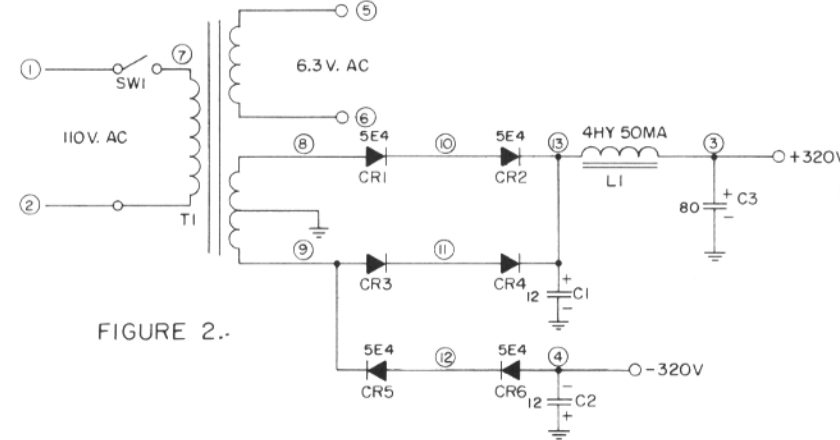 5
7
1
SW1
6.3 V. AC
110V. AC
6
8
5E4
10
5E4
13
4HY 50MA
3
+320V
CR1
CR2
L1
+
C3
80
-
2
T1
9
11
CR3
CR4
+
12
C1
-
FIGURE 2.-
5E4
12
5E4
4
-320V
CR5
CR6
-
12
C2
+